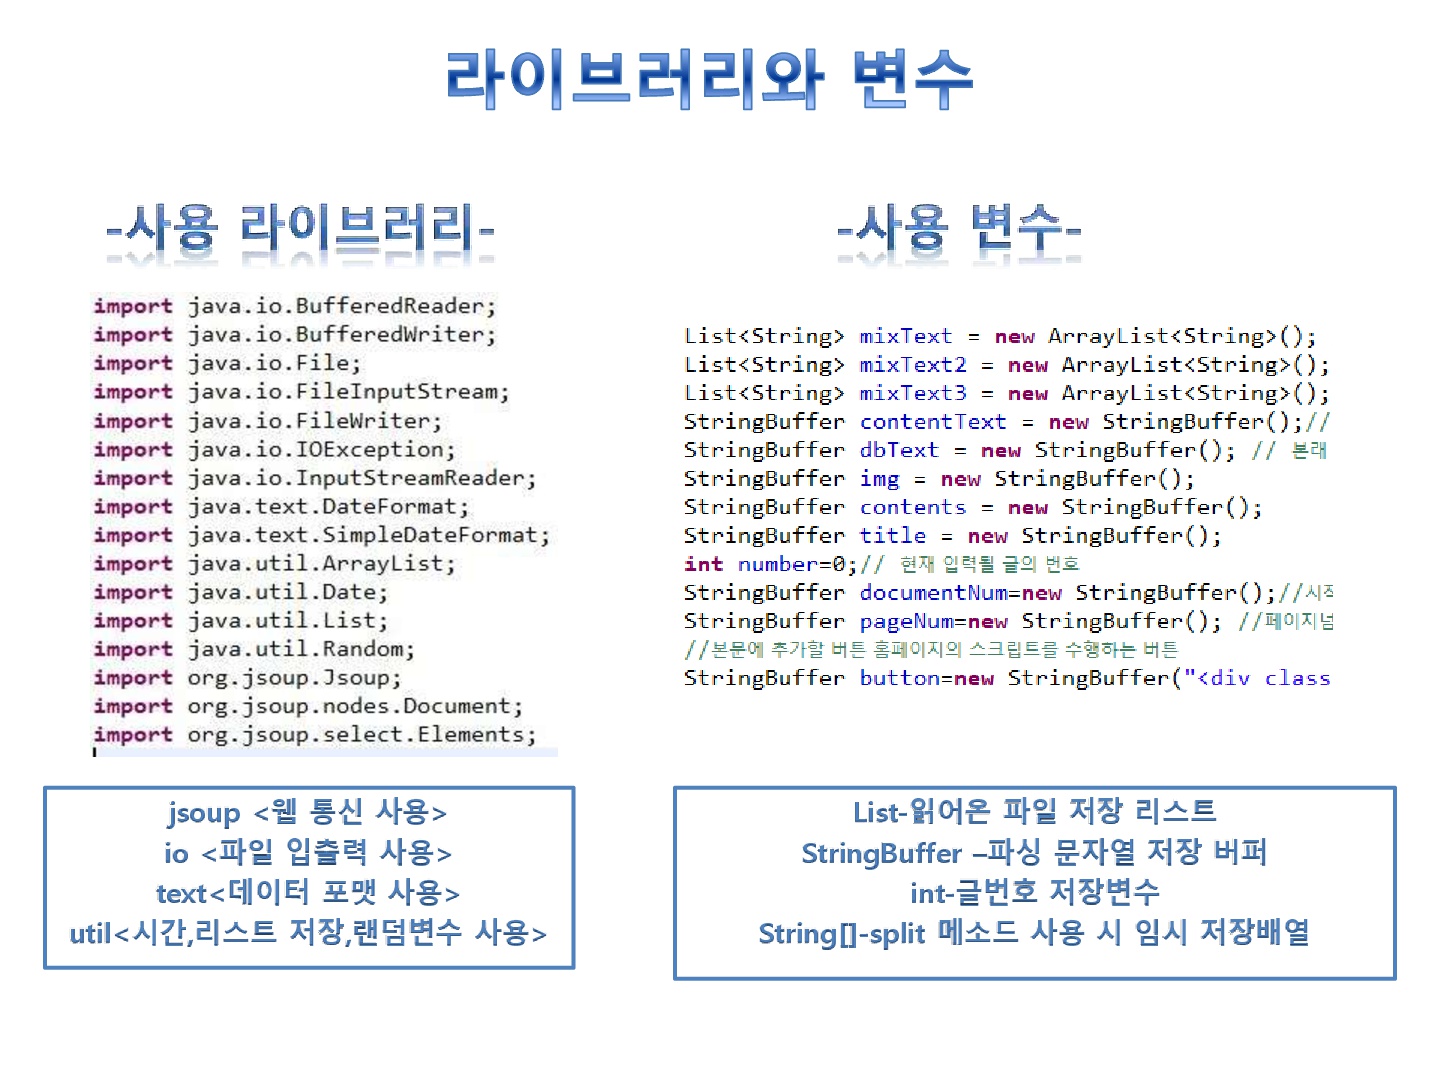 라이브러리와 변수
-사용 라이브러리-
import java.io.BufferedReader;
import java.io.BufferedWriter;
import java.io.File;
import java.io.FileInputStream;
import java.io.FileWriter;
import java.io.IOException;
import java.io.InputStreamReader;
import java.text.DateFormat;
import java.text.SimpleDateFormat;
import java.util.ArrayList;
import java.util.Date;
import java.util.List;
import java.util.Random;
import org.jsoup.Jsoup;
import org.jsoup.nodes.Document;
import org.jsoup.select.Elements;
jsoup <웹 통신 사용>
io <파일 입출력 사용>
text<데이터 포맷 사용>
util<시간,리스트 저장,랜덤변수 사용>
-사용 변수-
List<String> mixText = new ArrayList<String>();
List<String> mixText2 = new ArrayList<String>();
List<String> mixText3 = new ArrayList<String>();
StringBuffer contentText = new StringBuffer();//
StringBuffer dbText = new StringBuffer(); // 본래
StringBuffer img = new StringBuffer();
StringBuffer contents = new StringBuffer();
StringBuffer title = new StringBuffer();
int number=0;// 현재 입력될 글의 번호
StringBuffer documentNum=new StringBuffer();//시작
StringBuffer pageNum=new StringBuffer(); //페이지넘
//본문에 추가할 버튼 홈페이지의 스크립트를 수행하는 버튼
StringBuffer button=new StringBuffer("<div class
List-읽어온 파일 저장 리스트
StringBuffer –파싱 문자열 저장 버퍼
int-글번호 저장변수
String[]-split 메소드 사용 시 임시 저장배열